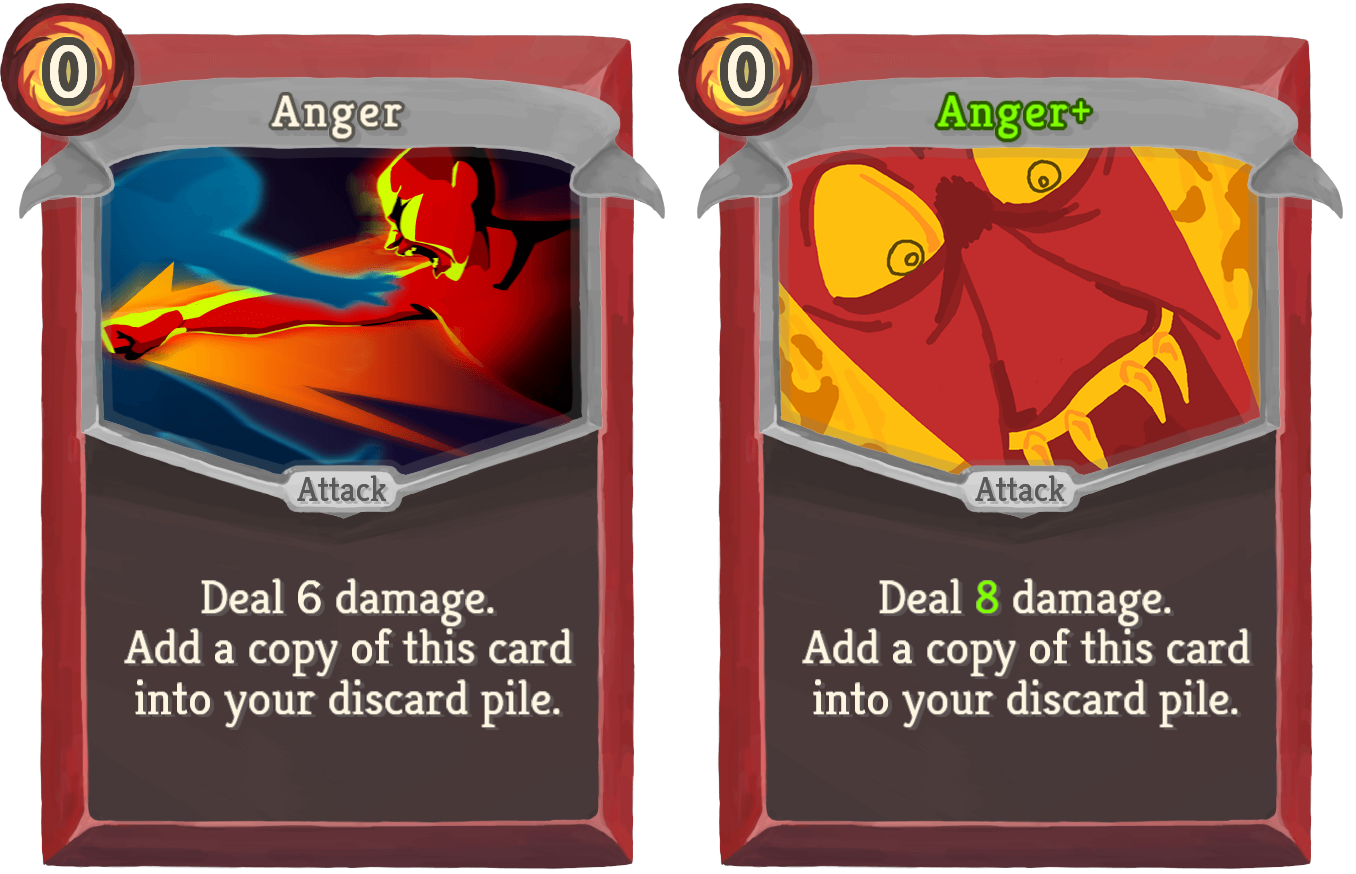 0
Anger
Attack
Deal 6 damage.
Add a copy of this card
into your discard pile.
0
Anger+
Attack
Deal 8 damage.
Add a copy of this card
into your discard pile.